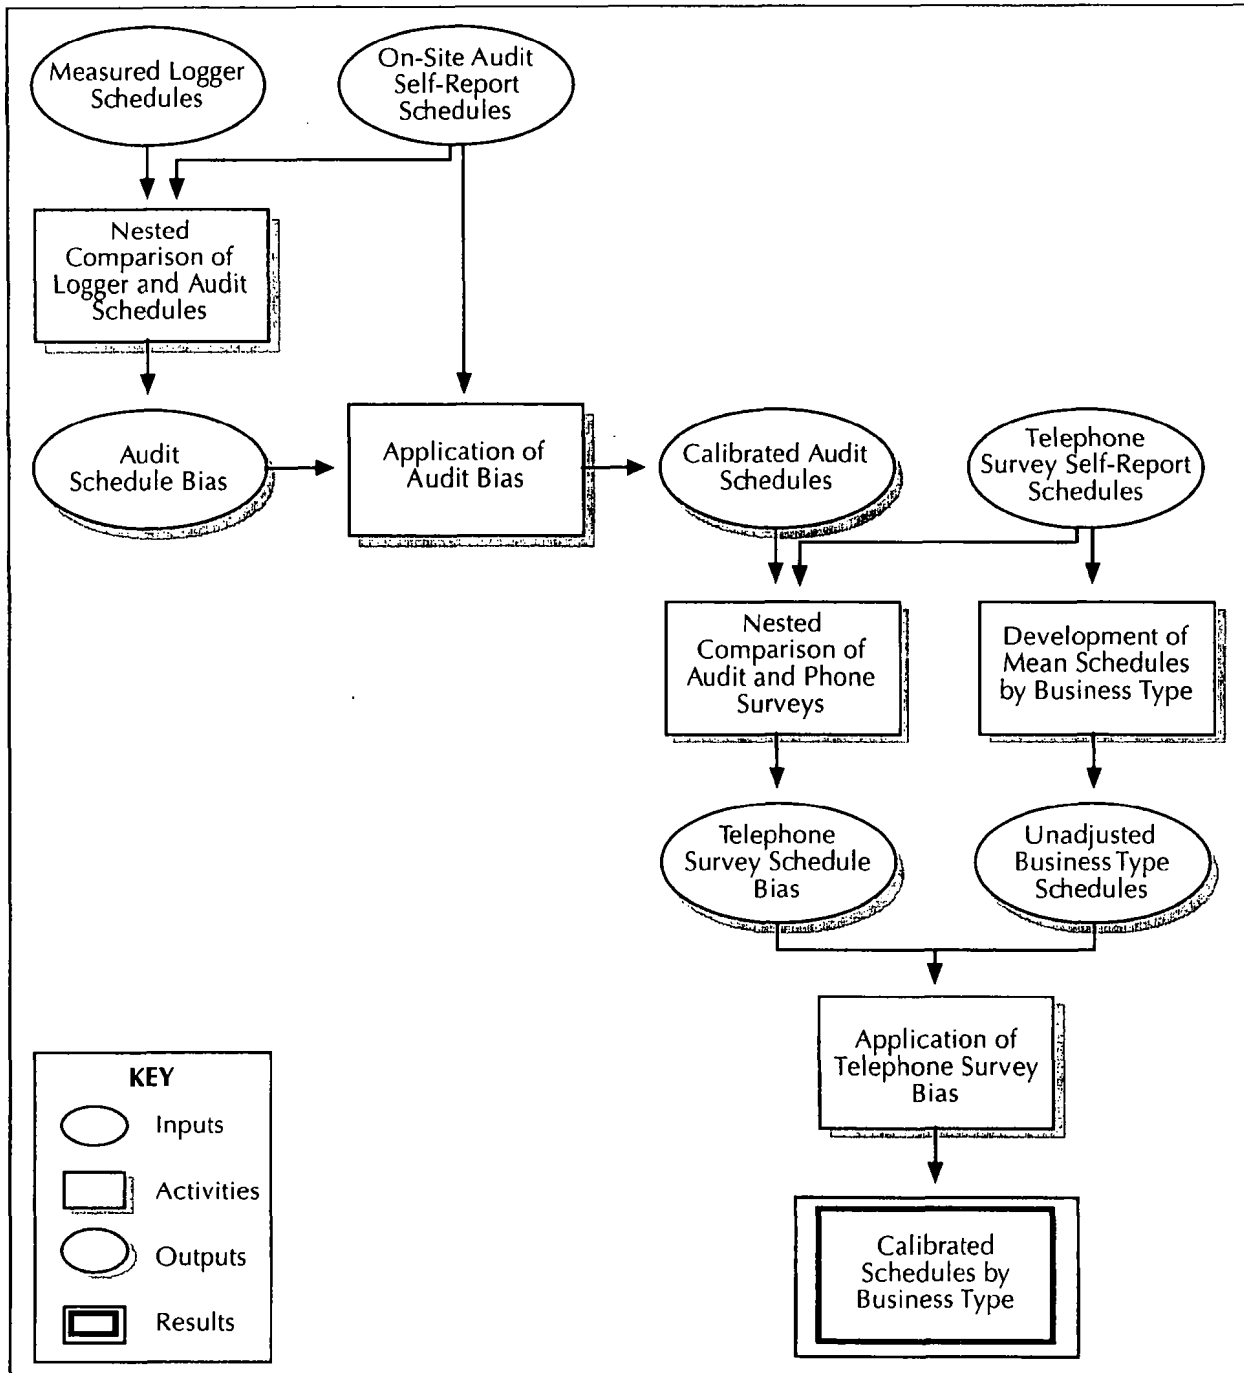 Measured Logger
Schedules
On-Site Audit
Self-Report
Schedules
Nested
Comparison of
Logger and Audit
Schedules
Audit
Schedule Bias
Application of
Audit Bias
Calibrated Audit
Schedules
Telephone
Survey Self-Report
Schedules
Nested
Comparison of
Audit and Phone
Surveys
Development of
Mean Schedules
by Business Type
Telephone
Survey Schedule
Bias
Unadjusted
Business Type
Schedules
Application of
Telephone Survey
Bias
Calibrated
Schedules by
Business Type
KEY
Inputs
Activities
Outputs
Results